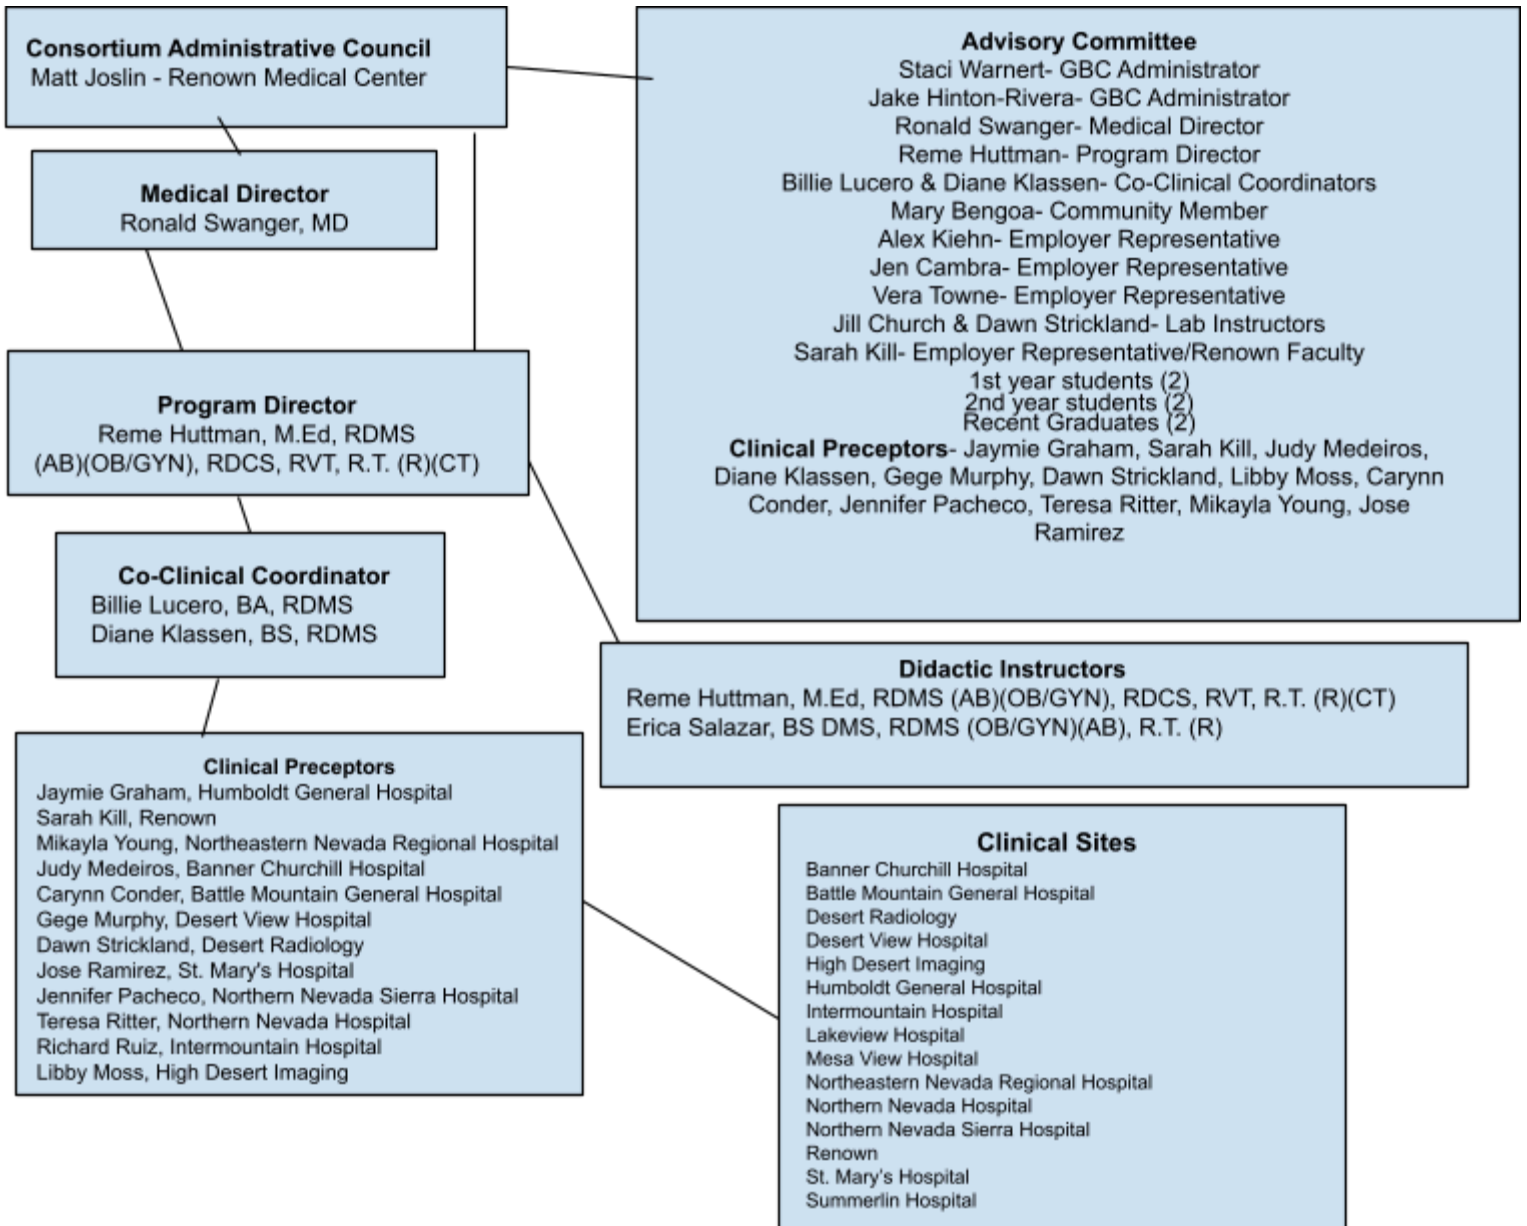 Consortium Administrative Council
Matt Joslin - Renown Medical Center
Medical Director
Ronald Swanger, MD
Program Director
Reme Huttman, M.Ed, RDMS
(AB)(OB/GYN), RDCS, RVT, R.T. (R)(CT)
Co-Clinical Coordinator
Billie Lucero, BA, RDMS
Diane Klassen, BS, RDMS
Clinical Preceptors
Jaymie Graham, Humboldt General Hospital
Sarah Kill, Renown
Mikayla Young, Northeastern Nevada Regional Hospital
Judy Medeiros, Banner Churchill Hospital
Carynn Conder, Battle Mountain General Hospital
Gege Murphy, Desert View Hospital
Dawn Strickland, Desert Radiology
Jose Ramirez, St. Mary's Hospital
Jennifer Pacheco, Northern Nevada Sierra Hospital
Teresa Ritter, Northern Nevada Hospital
Richard Ruiz, Intermountain Hospital
Libby Moss, High Desert Imaging
Advisory Committee
Staci Warnert- GBC Administrator
Jake Hinton-Rivera- GBC Administrator
Ronald Swanger- Medical Director
Reme Huttman- Program Director
Billie Lucero & Diane Klassen- Co-Clinical Coordinators
Mary Bengoa- Community Member
Alex Kiehn- Employer Representative
Jen Cambra- Employer Representative
Vera Towne- Employer Representative
Jill Church & Dawn Strickland- Lab Instructors
Sarah Kill- Employer Representative/Renown Faculty
1st year students (2)
2nd year students (2)
Recent Graduates (2)
Clinical Preceptors- Jaymie Graham, Sarah Kill, Judy Medeiros,
Diane Klassen, Gege Murphy, Dawn Strickland, Libby Moss, Carynn
Conder, Jennifer Pacheco, Teresa Ritter, Mikayla Young, Jose
Ramirez
Didactic Instructors
Reme Huttman, M.Ed, RDMS (AB)(OB/GYN), RDCS, RVT, R.T. (R)(CT)
Erica Salazar, BS DMS, RDMS (OB/GYN)(AB), R.T. (R)
Clinical Sites
Banner Churchill Hospital
Battle Mountain General Hospital
Desert Radiology
Desert View Hospital
High Desert Imaging
Humboldt General Hospital
Intermountain Hospital
Lakeview Hospital
Mesa View Hospital
Northeastern Nevada Regional Hospital
Northern Nevada Hospital
Northern Nevada Sierra Hospital
Renown
St. Mary's Hospital
Summerlin Hospital